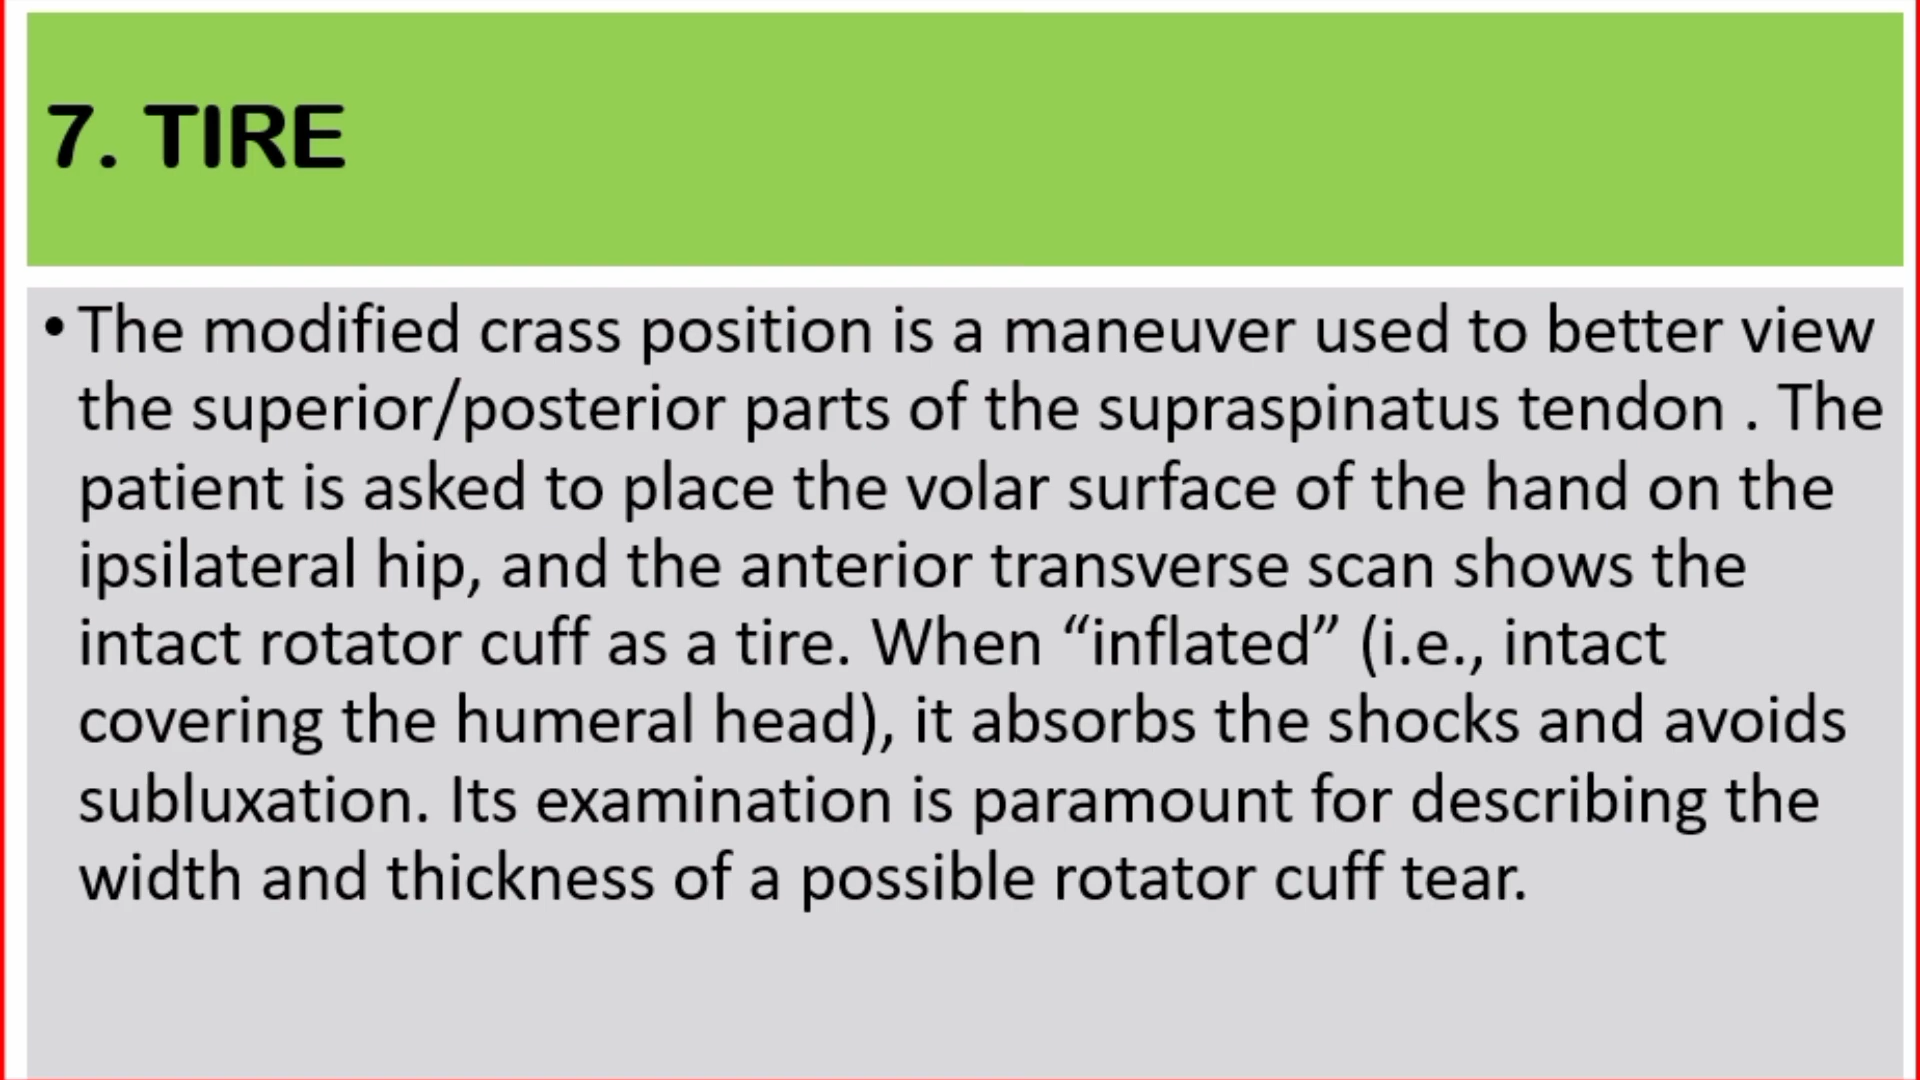 7. TIRE
• The modified crass position is a maneuver used to better view
the superior/posterior parts of the supraspinatus tendon . The
patient is asked to place the volar surface of the hand on the
ipsilateral hip, and the anterior transverse scan shows the
intact rotator cuff as a tire. When “inflated” (i.e., intact
covering the humeral head), it absorbs the shocks and avoids
subluxation. Its examination is paramount for describing the
width and thickness of a possible rotator cuff tear.